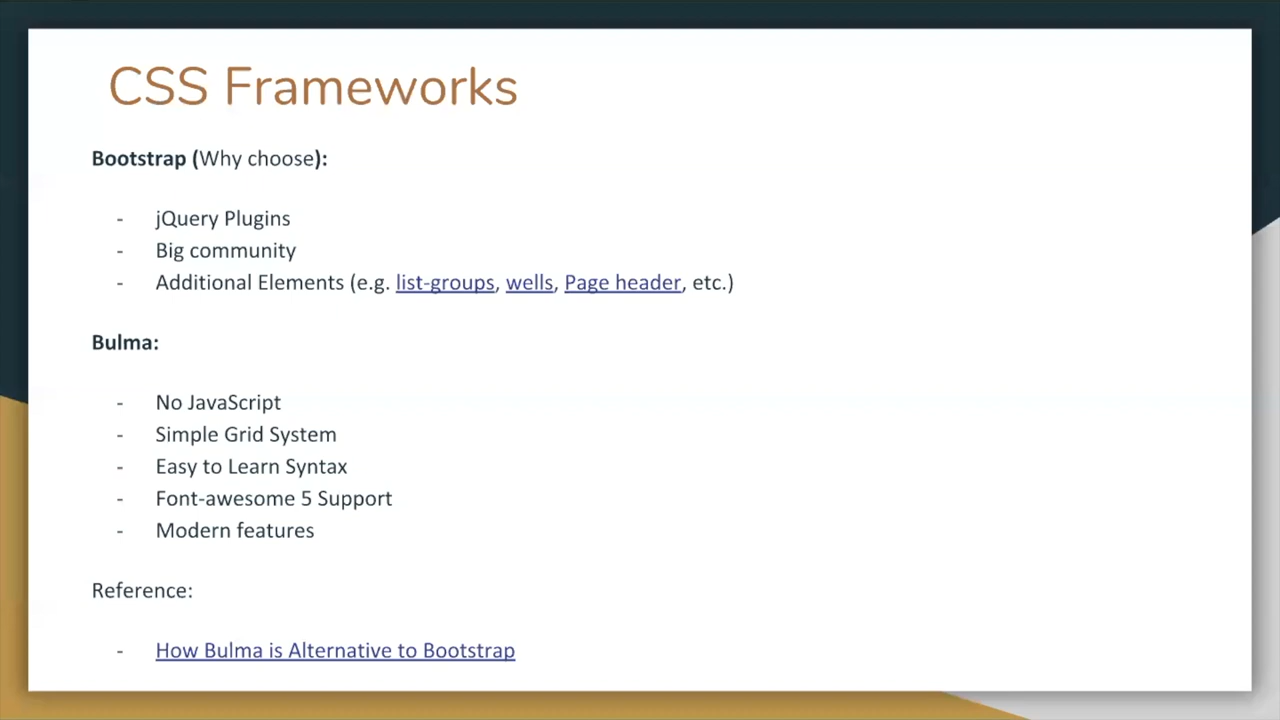 CSS Frameworks
Bootstrap (Why choose):
- jQuery Plugins
- Big community
- Additional Elements (e.g. list-groups, wells, Page header, etc.)
Bulma:
- No JavaScript
- Simple Grid System
- Easy to Learn Syntax
- Font-awesome 5 Support
- Modern features
Reference:
- How Bulma is Alternative to Bootstrap